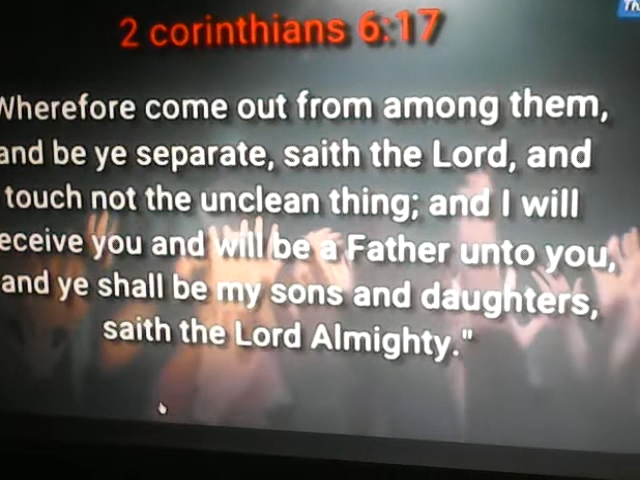 2 corinthians 6:17
Wherefore come out from among them,
and be ye separate, saith the Lord, and
touch not the unclean thing; and I will
eceive you and will be a Father unto you,
and ye shall be my sons and daughters,
saith the Lord Almighty."
Th